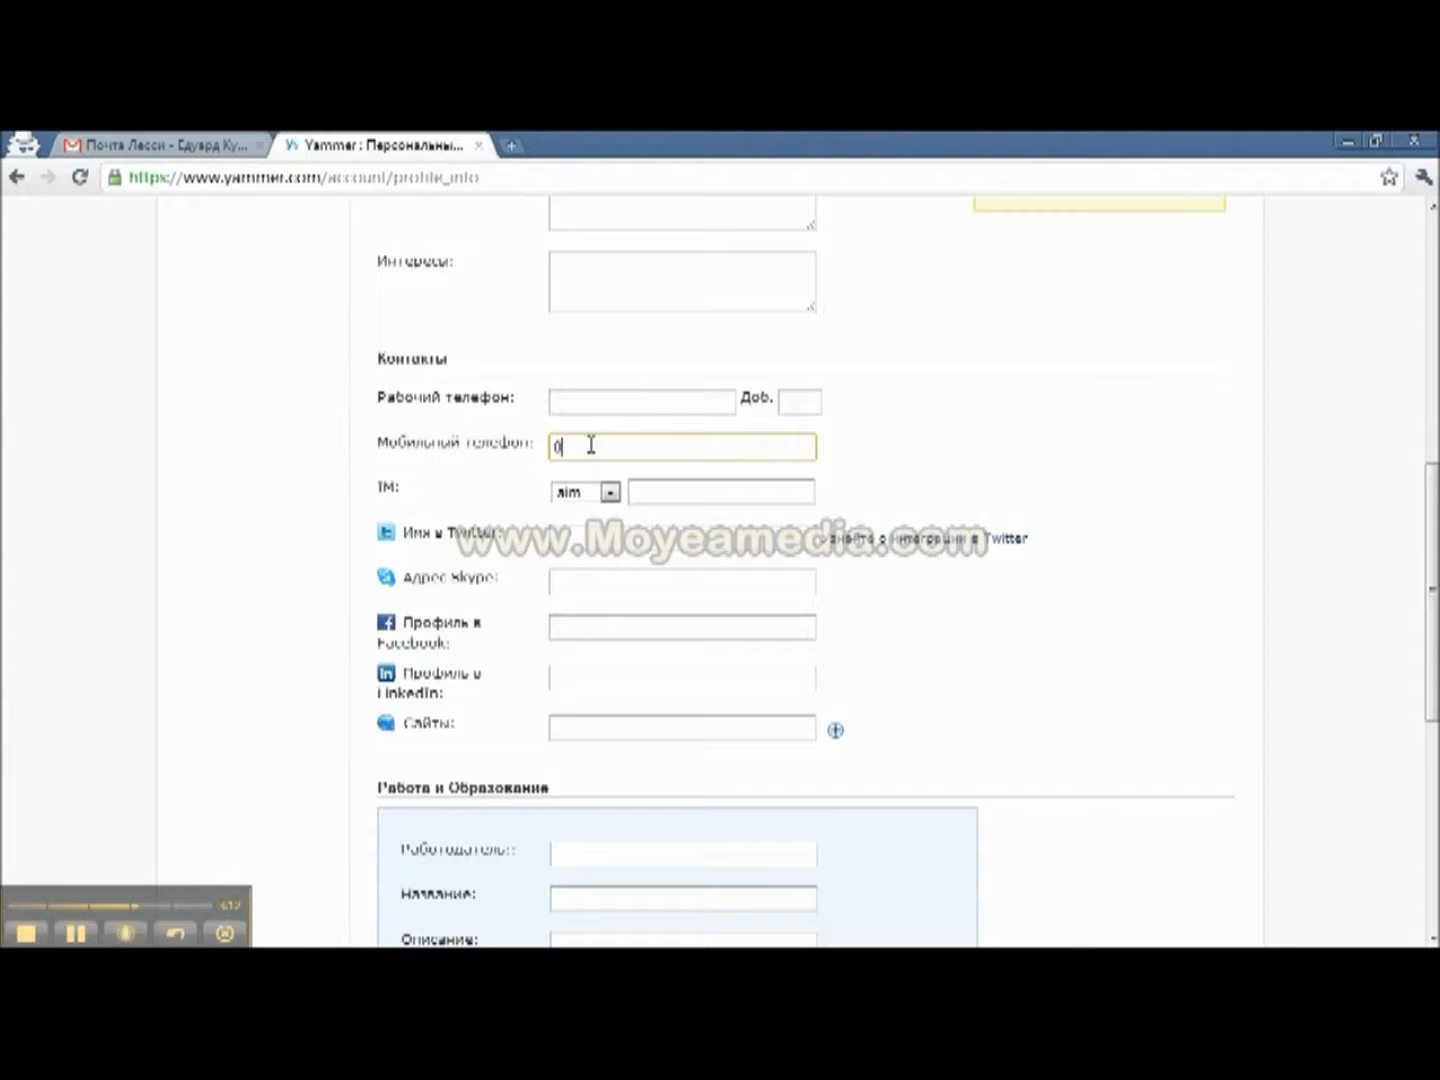 Почта Лесси - Едуард Ку...
Yammer : Персональны...
https://www.yammer.com/account/profile_info
Интересы:
Контакты
Рабочий телефон:
Доб.
Мобильный телефон:
0
IM:
aim
Имя в Twitter:
www.Moyeamedia.com
Узнайте о интеграции в Twitter
Адрес Skype:
Профиль в
Facebook:
Профиль в
LinkedIn:
Сайты:
Работа и Образование
Работодатель::
Название:
Описание: